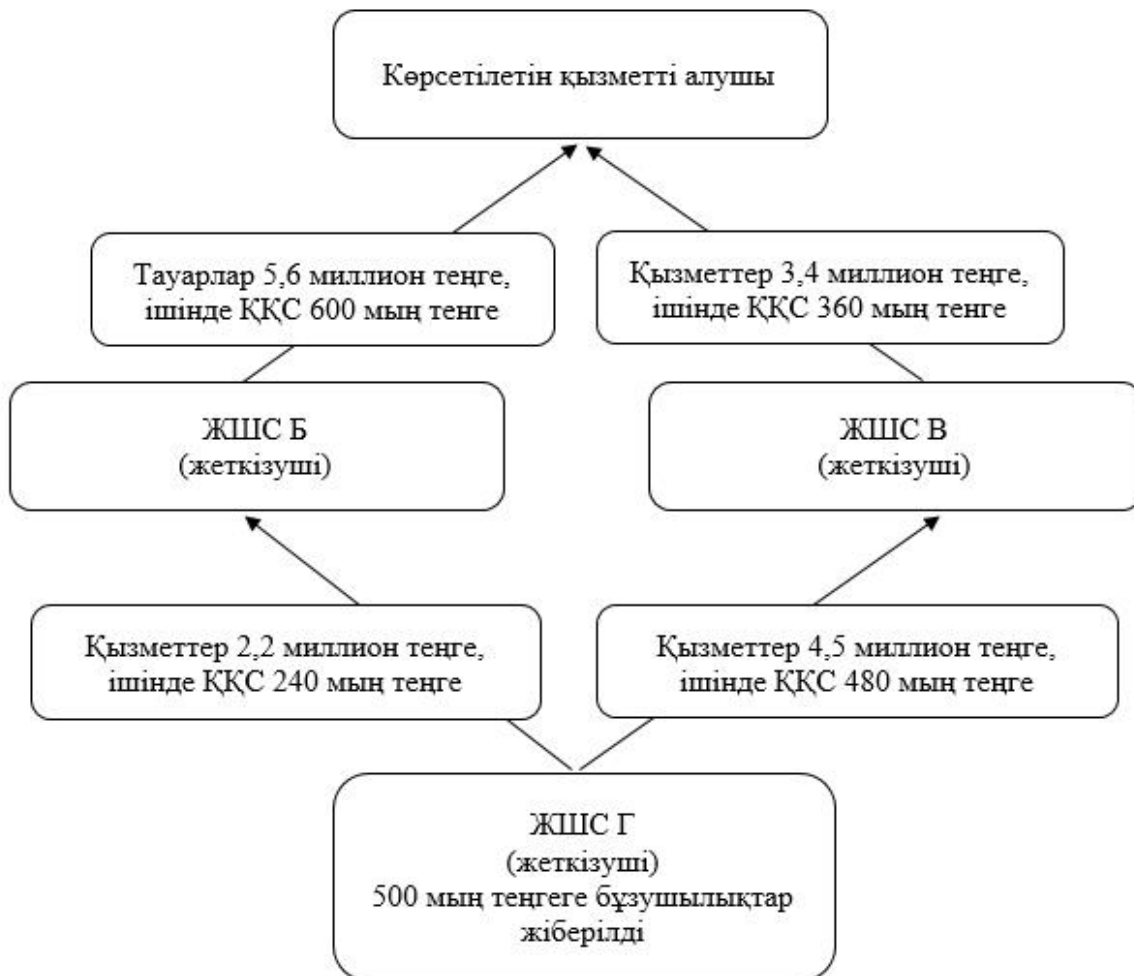 Көрсетілетін қызметті алушы
Тауарлар 5,6 миллион теңге,
ішінде ҚҚС 600 мың тенге
Қызметтер 3,4 миллион теңге,
ішінде ҚҚС 360 мың тенге
ЖШС Б
(жеткізуші)
ЖШС В
(жеткізуші)
Қызметтер 2,2 миллион теңге,
ішінде ҚҚС 240 мың теңге
Қызметтер 4,5 миллион теңге,
ішінде ҚҚС 480 мың теңге
ЖШС Г
(жеткізуші)
500 мың теңгеге бұзушылықтар
жіберілді